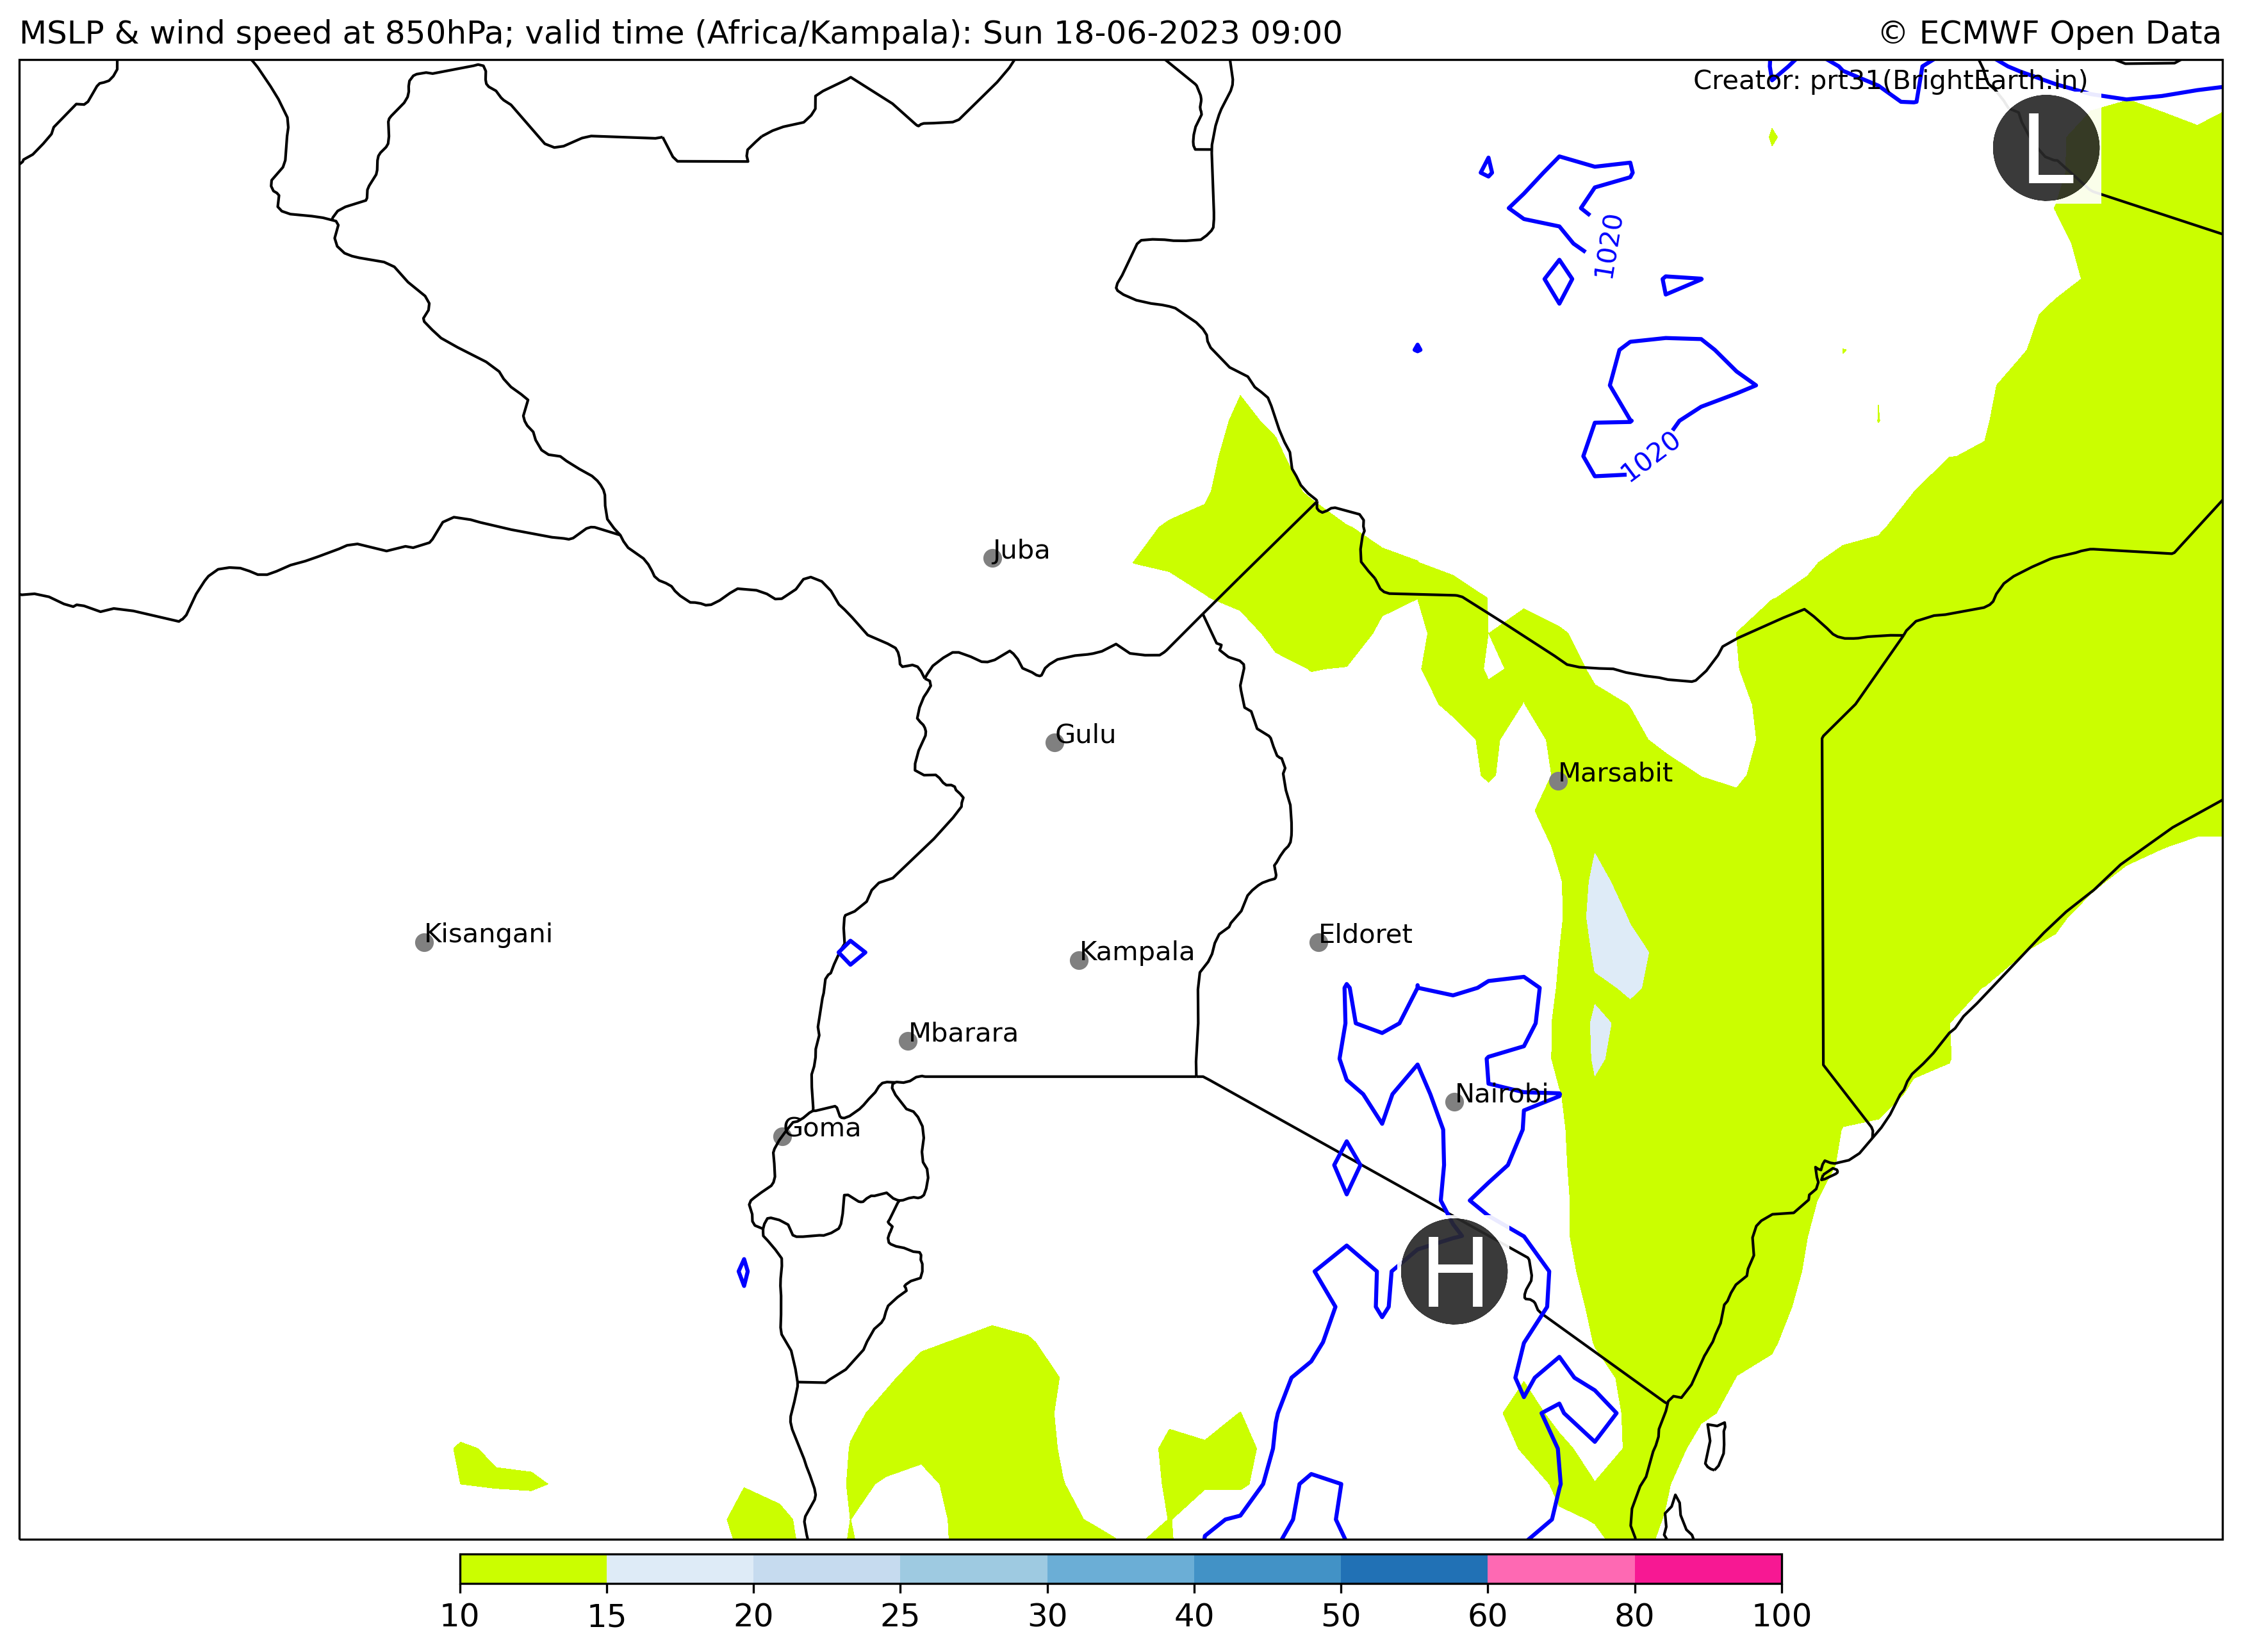 MSLP & wind speed at 850hPa; valid time (Africa/Kampala): Sun 18-06-2023 09:00
© ECMWF Open Data
Creator: prt31(BrightEarth.in)
L
1020
1020
Juba
Gulu
Marsabit
Kisangani
Eldoret
Kampala
Mbarara
Nairobi
Goma
H
10 15 20 25 30 40 50 60 80 100